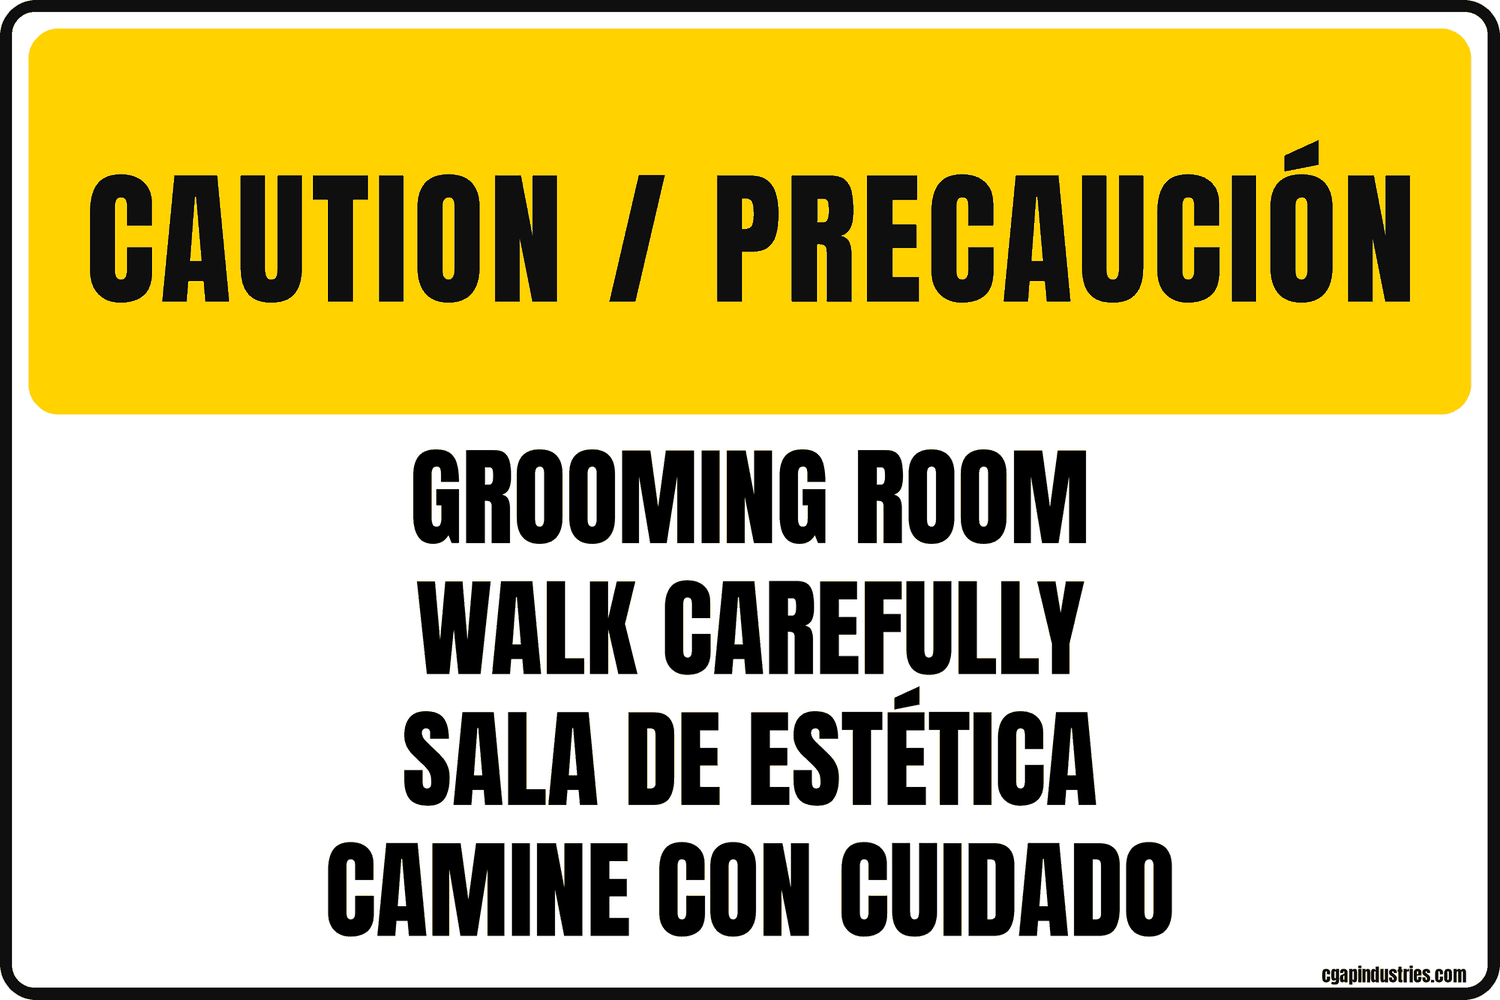 CAUTION / PRECAUCIÓN
GROOMING ROOM
WALK CAREFULLY
SALA DE ESTÉTICA
CAMINE CON CUIDADO
cgapindustries.com